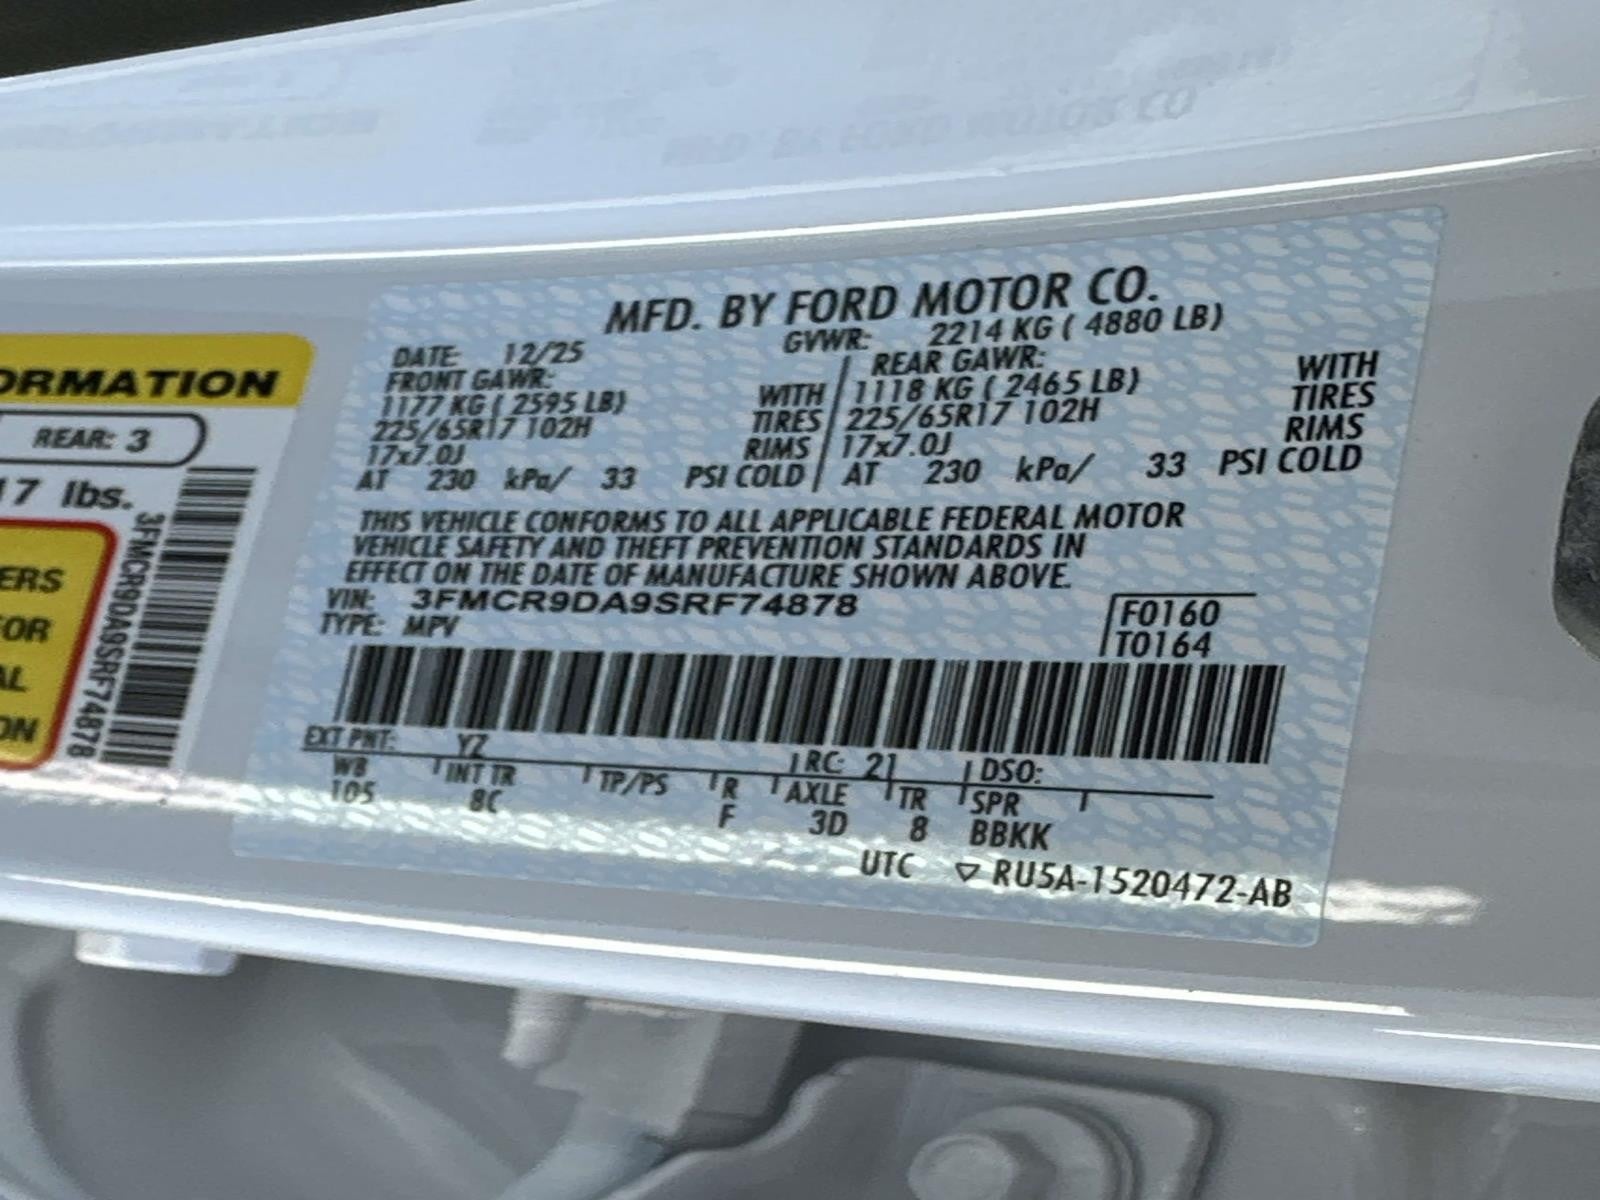 MFD. BY FORD MOTOR CO.
DATE: 12/25 GVWR: 2214 KG ( 4880 LB)
FRONT GAWR: REAR GAWR:
1177 KG ( 2595 LB) WITH 1118 KG ( 2465 LB) WITH
225/65R17 102H TIRES 225/65R17 102H TIRES
17x7.0J RIMS 17x7.0J RIMS
AT 230 kPa/ 33 PSI COLD AT 230 kPa/ 33 PSI COLD
THIS VEHICLE CONFORMS TO ALL APPLICABLE FEDERAL MOTOR
VEHICLE SAFETY AND THEFT PREVENTION STANDARDS IN
EFFECT ON THE DATE OF MANUFACTURE SHOWN ABOVE.
VIN: 3FMCR9DA9SRF74878 F0160
TYPE: MPV T0164
EXT PNT: YZ RC: 21 DSO:
WB INT TR TP/PS R AXLE TR SPR
105 8C F 3D 8 BBKK
UTC ▽ RU5A-1520472-AB
ORMATION
REAR: 3
17 lbs.
3FMCR9DA9SRF74878
ERS
FOR
AL
ON